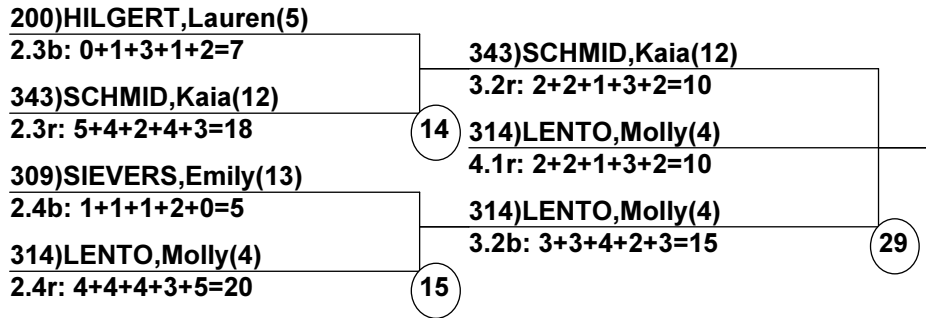 200)HILGERT,Lauren(5)
2.3b: 0+1+3+1+2=7
343)SCHMID,Kaia(12)
2.3r: 5+4+2+4+3=18
14
309)SIEVERS,Emily(13)
2.4b: 1+1+1+2+0=5
314)LENTO,Molly(4)
2.4r: 4+4+4+3+5=20
15
343)SCHMID,Kaia(12)
3.2r: 2+2+1+3+2=10
314)LENTO,Molly(4)
4.1r: 2+2+1+3+2=10
314)LENTO,Molly(4)
3.2b: 3+3+4+2+3=15
29